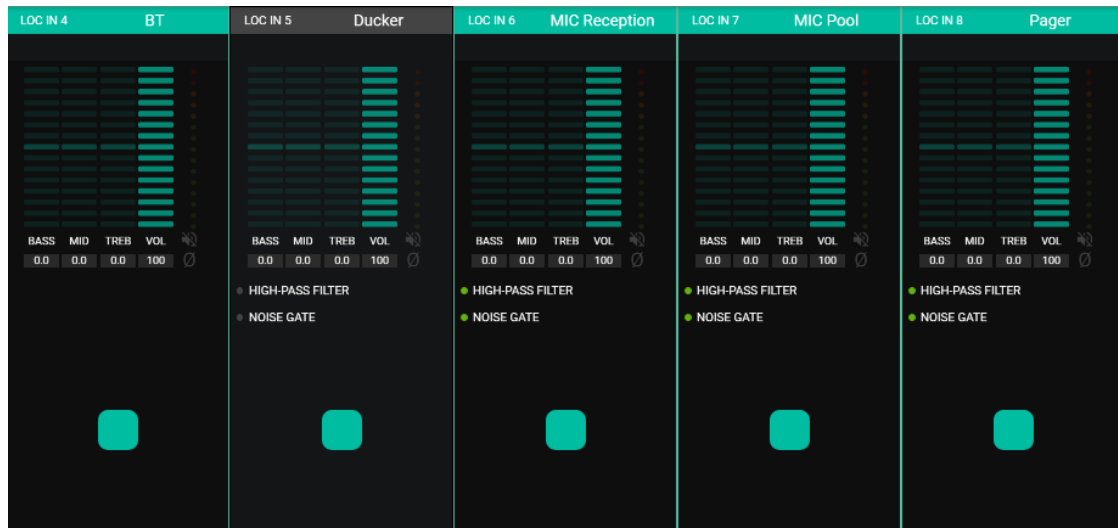 LOC IN 4 BT
BASS MID TREB VOL
0.0 0.0 0.0 100
LOC IN 5 Ducker
BASS MID TREB VOL
0.0 0.0 0.0 100
HIGH-PASS FILTER
NOISE GATE
LOC IN 6 MIC Reception
BASS MID TREB VOL
0.0 0.0 0.0 100
HIGH-PASS FILTER
NOISE GATE
LOC IN 7 MIC Pool
BASS MID TREB VOL
0.0 0.0 0.0 100
HIGH-PASS FILTER
NOISE GATE
LOC IN 8 Pager
BASS MID TREB VOL
0.0 0.0 0.0 100
HIGH-PASS FILTER
NOISE GATE